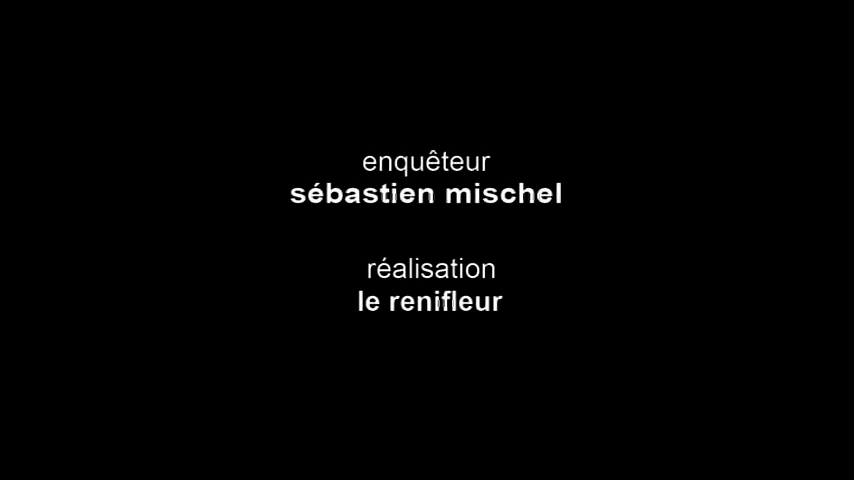 enquêteur
sébastien mischel
réalisation
le renifleur